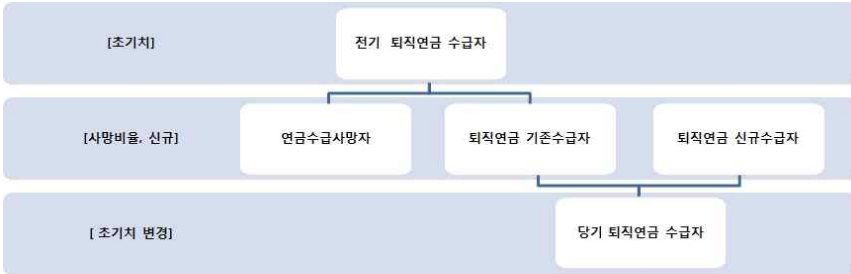 [초기치]
전기 퇴직연금 수급자
[사망비율, 신규]
연금수급사망자
퇴직연금 기존수급자
퇴직연금 신규수급자
[ 초기치 변경]
당기 퇴직연금 수급자